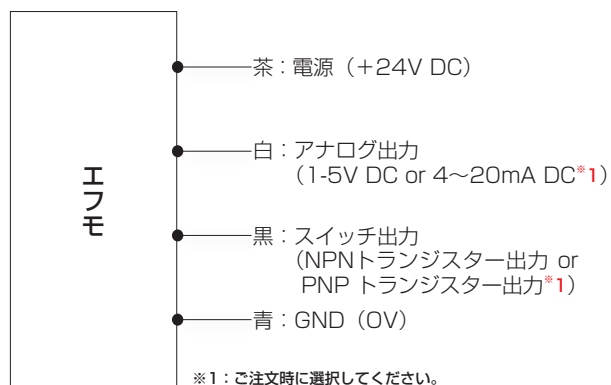 茶：電源（＋24V DC）
白：アナログ出力
（1-5V DC or 4～20mA DC※1）
エフモ
黒：スイッチ出力
（NPNトランジスター出力 or
PNP トランジスター出力※1）
青：GND（0V）
※1：ご注文時に選択してください。